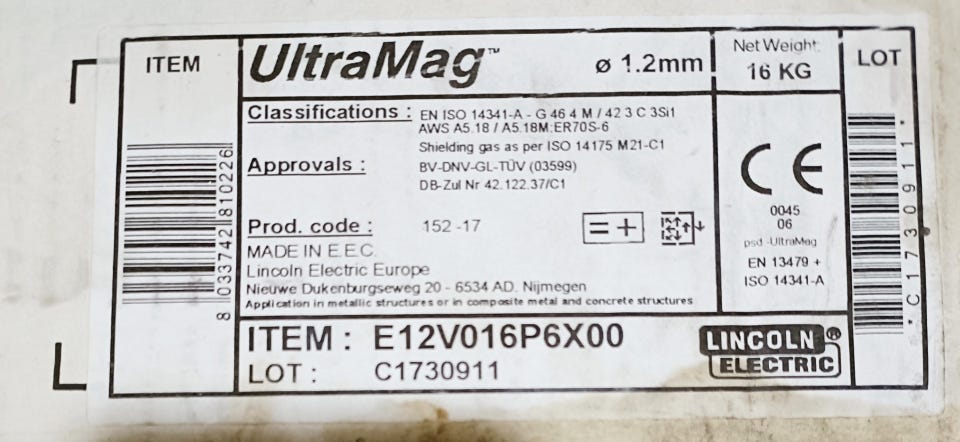 ITEM
UltraMag™
ø 1.2mm
Net Weight:
16 KG
LOT
Classifications : EN ISO 14341-A - G 46 4 M / 42 3 C 3Si1
AWS A5.18 / A5.18M:ER70S-6
Shielding gas as per ISO 14175 M21-C1
Approvals : BV-DNV-GL-TÜV (03599)
DB-Zul Nr 42.122.37/C1
Prod. code : 152 -17
= +
MADE IN E.E.C.
Lincoln Electric Europe
Nieuwe Dukenburgseweg 20 - 6534 AD. Nijmegen
Application in metallic structures or in composite metal and concrete structures
CE
0045
06
psd -UltraMag
EN 13479 +
ISO 14341-A
8 033742 810226
*C1730911*
ITEM : E12V016P6X00
LOT : C1730911
LINCOLN ®
ELECTRIC